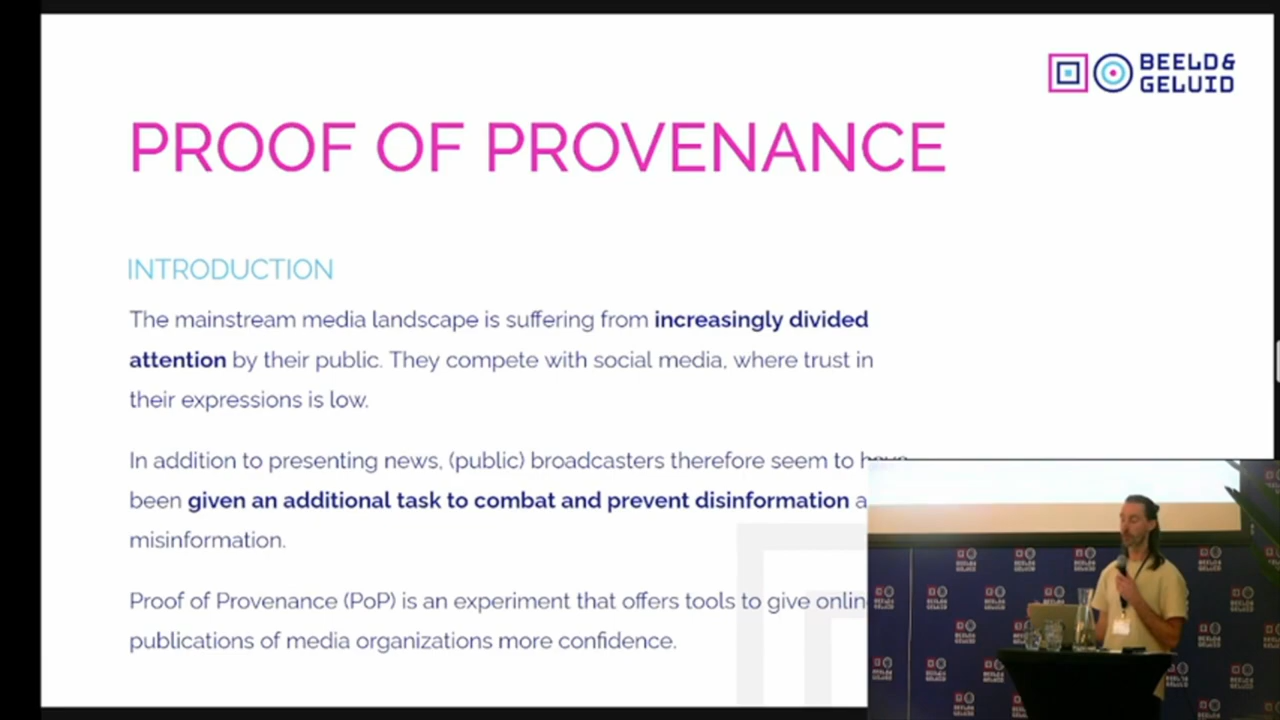 BEELD&
GELUID
PROOF OF PROVENANCE
INTRODUCTION
The mainstream media landscape is suffering from increasingly divided
attention by their public. They compete with social media, where trust in
their expressions is low.
In addition to presenting news, (public) broadcasters therefore seem to have
been given an additional task to combat and prevent disinformation
misinformation.
Proof of Provenance (PoP) is an experiment that offers tools to give
publications of media organizations more confidence.